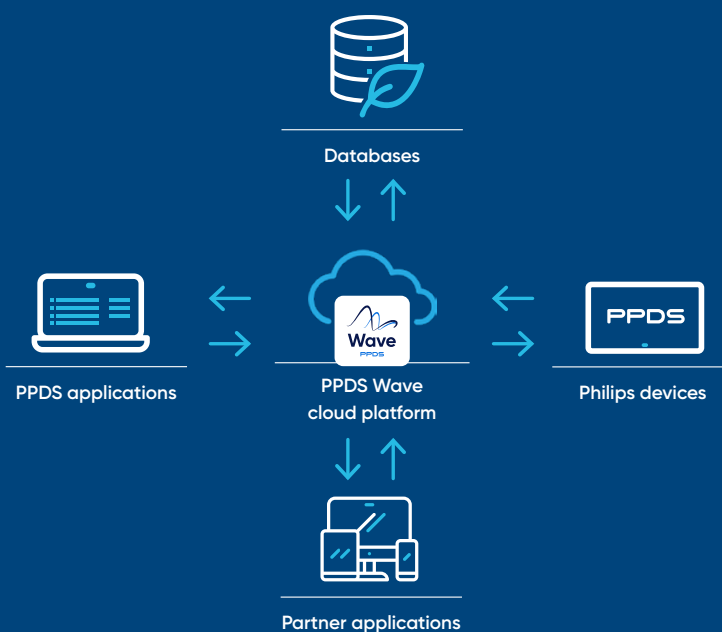 Databases
PPDS
Wave
PPDS
PPDS applications
PPDS Wave
cloud platform
Philips devices
Partner applications